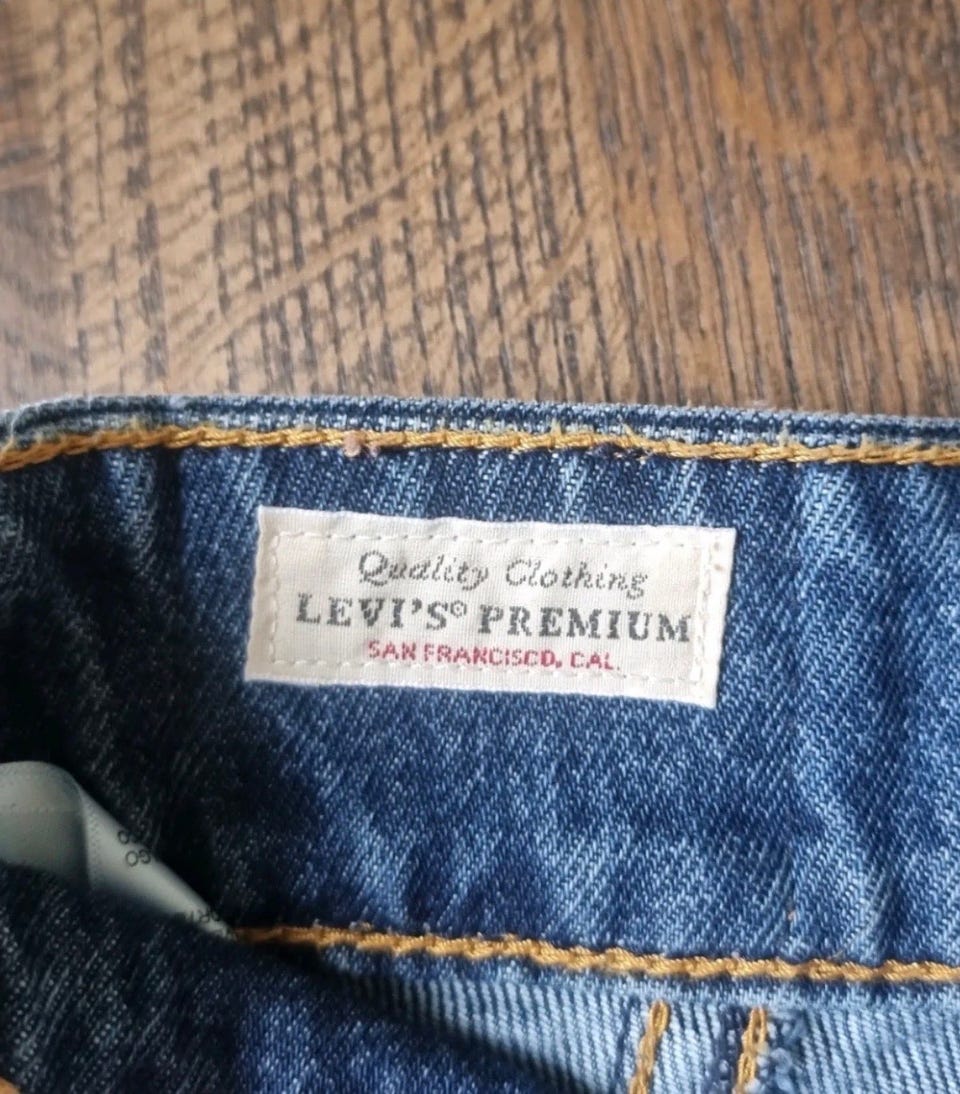 Quality Clothing
LEVI'S® PREMIUM
SAN FRANCISCO, CAL.